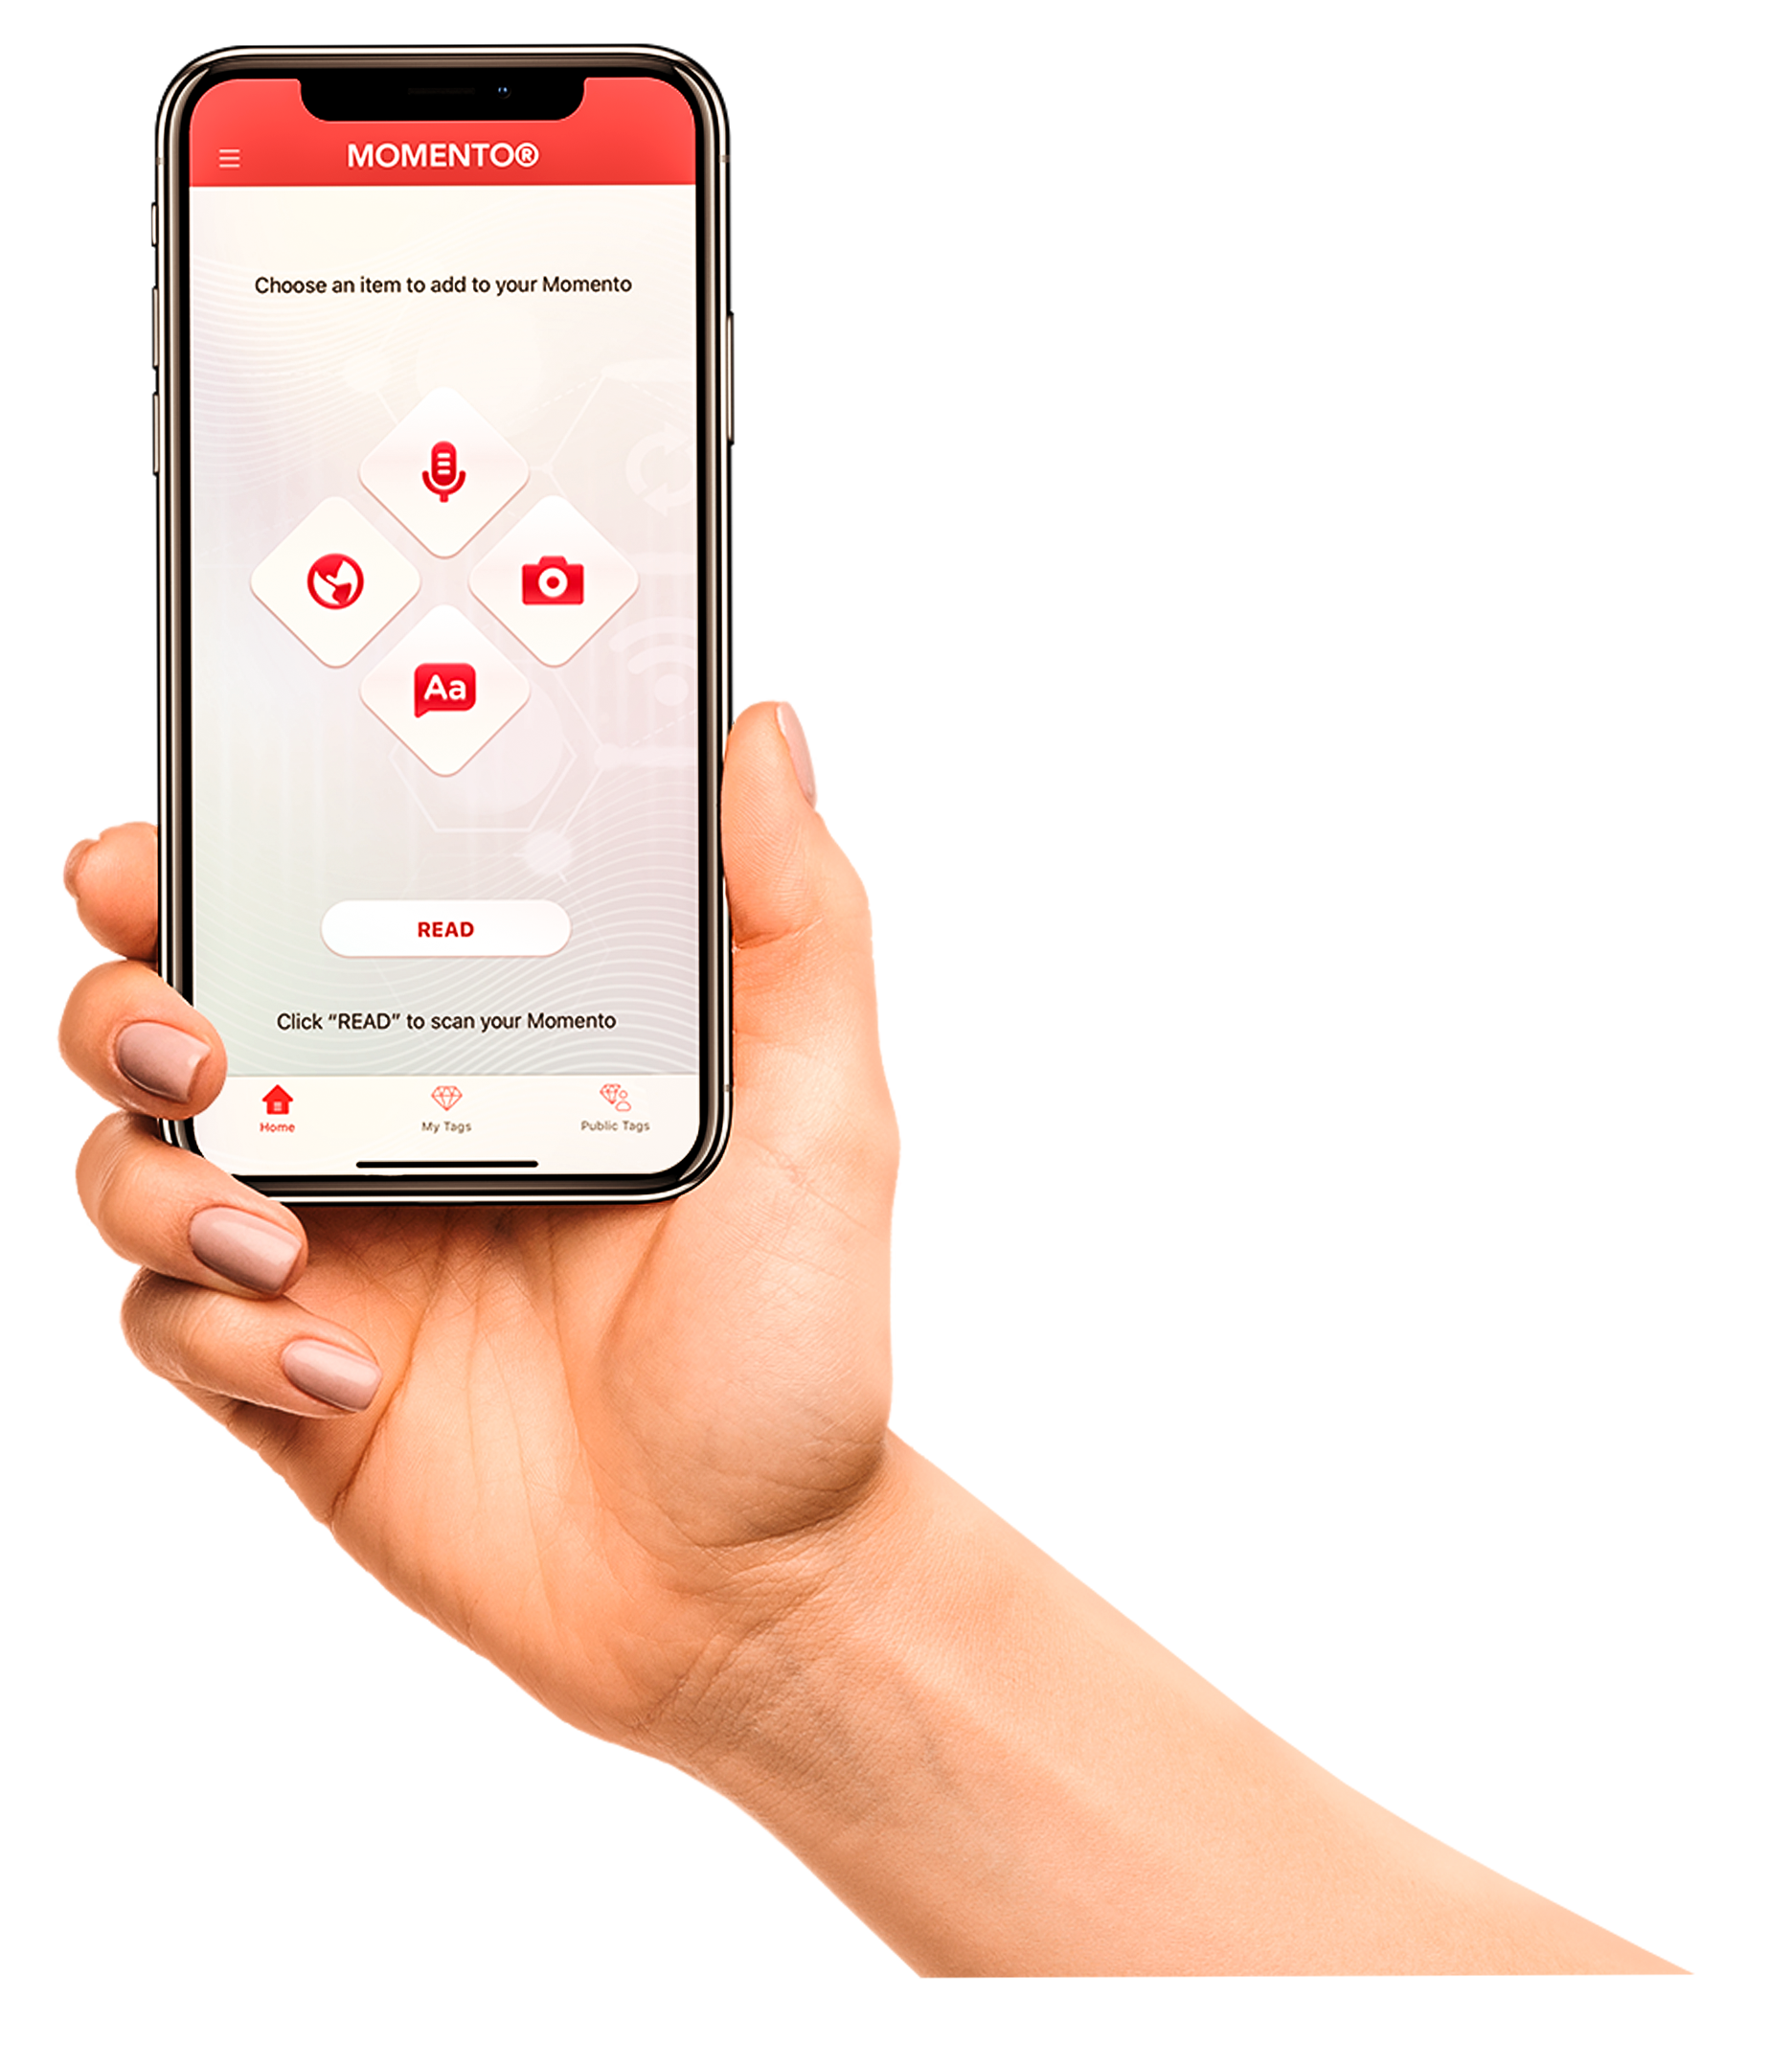 MOMENTO®
Choose an item to add to your Momento
Aa
READ
Click “READ” to scan your Momento
Home
My Tags
Public Tags